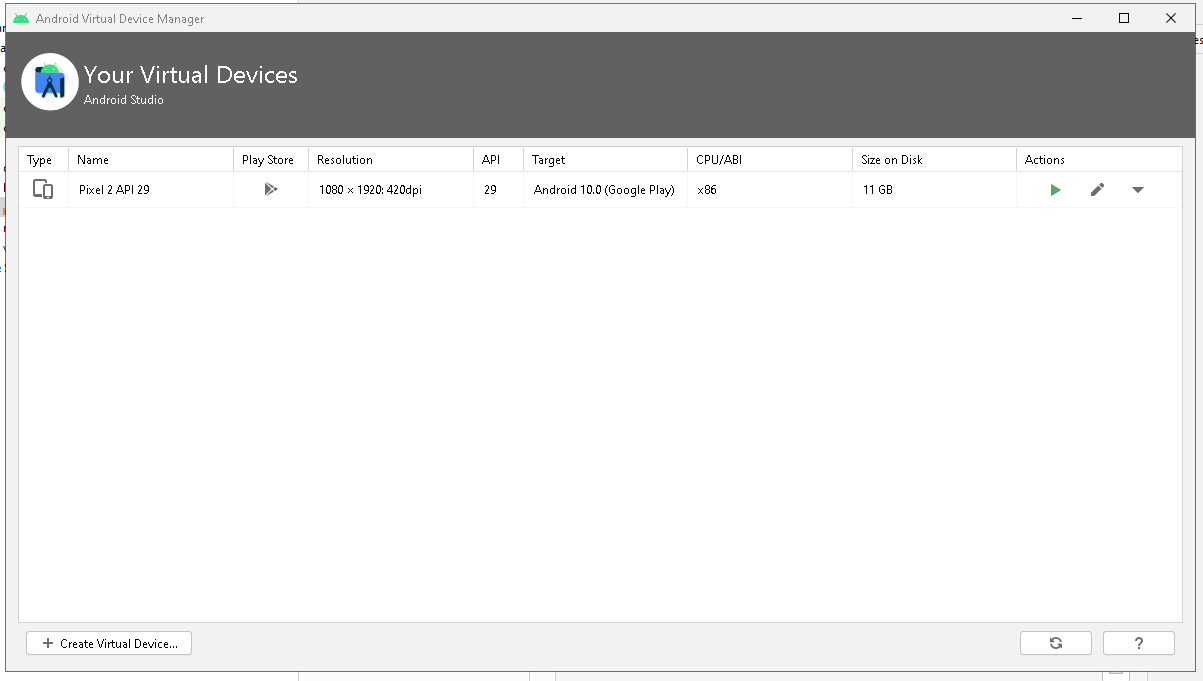 Android Virtual Device Manager
Your Virtual Devices
Android Studio
Type Name Play Store Resolution API Target CPU/ABI Size on Disk Actions
Pixel 2 API 29 1080 × 1920: 420dpi 29 Android 10.0 (Google Play) x86 11 GB
+ Create Virtual Device... ?